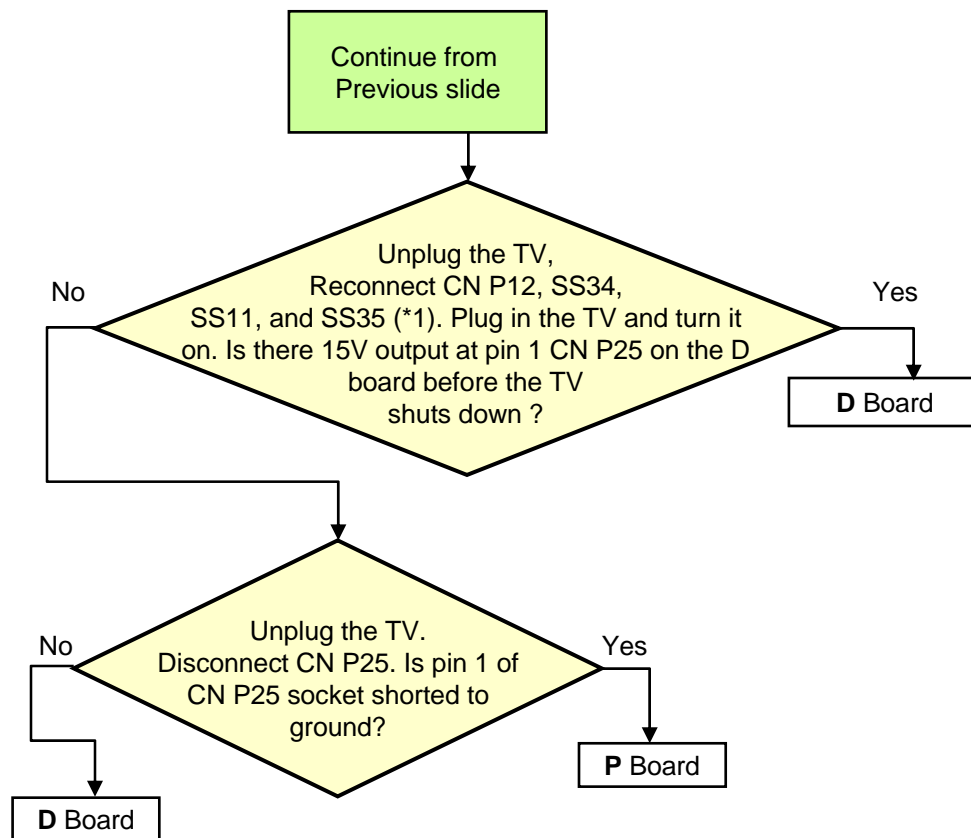 Continue from
Previous slide
Unplug the TV,
Reconnect CN P12, SS34,
SS11, and SS35 (*1). Plug in the TV and turn it
on. Is there 15V output at pin 1 CN P25 on the D
board before the TV
shuts down ?
No
Yes
D Board
Unplug the TV.
Disconnect CN P25. Is pin 1 of
CN P25 socket shorted to
ground?
No
Yes
P Board
D Board